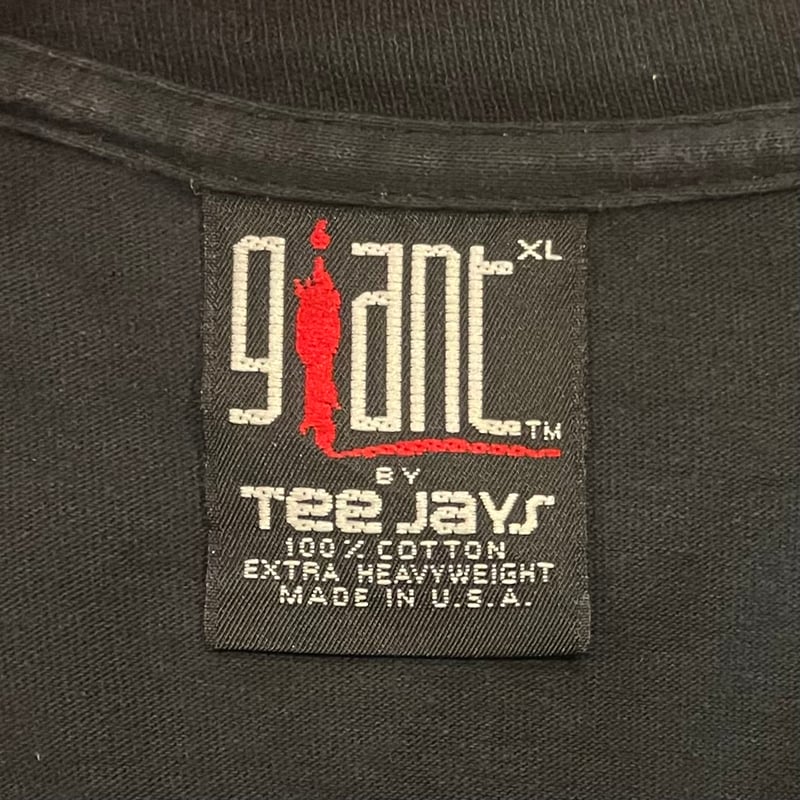 giant XL
TM
BY
Tee Jays
100% COTTON
EXTRA HEAVYWEIGHT
MADE IN U.S.A.